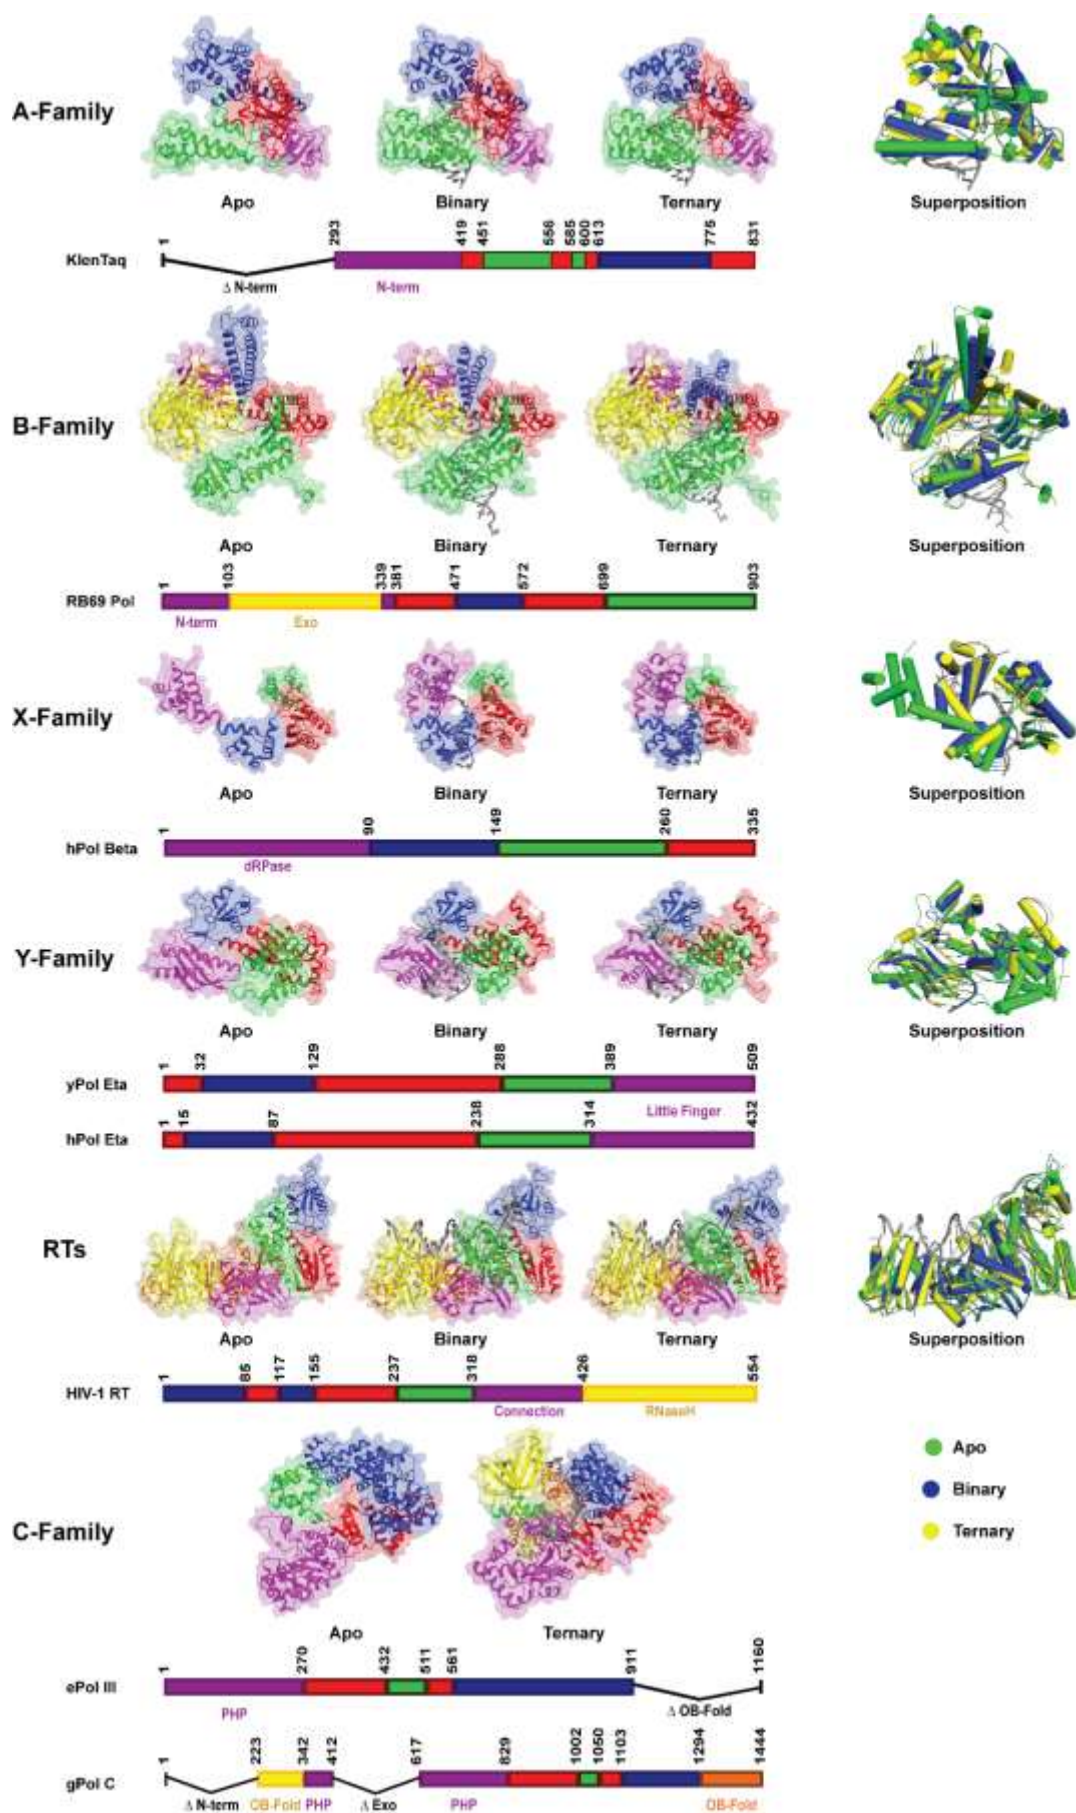 A-Family
Apo
Binary
Ternary
Superposition
1 293 419 451 556 585 600 613 775 831
KlenTaq
Δ N-term
N-term
B-Family
Apo
Binary
Ternary
Superposition
1 103 339 381 471 572 699 903
RB69 Pol
N-term
Exo
X-Family
Apo
Binary
Ternary
Superposition
1 90 149 260 335
hPol Beta
dRPase
Y-Family
Apo
Binary
Ternary
Superposition
1 32 129 288 389 509
yPol Eta
Little Finger
1 15 87 238 314 432
hPol Eta
RTs
Apo
Binary
Ternary
Superposition
1 85 117 155 237 318 426 554
HIV-1 RT
Connection
RNaseH
C-Family
Apo
Ternary
Apo
Binary
Ternary
1 270 432 511 561 911 1160
ePol III
PHP
Δ OB-Fold
1 223 342 412 617 829 1002 1050 1103 1294 1444
gPol C
Δ N-term
OB-Fold
PHP
Δ Exo
PHP
OB-Fold